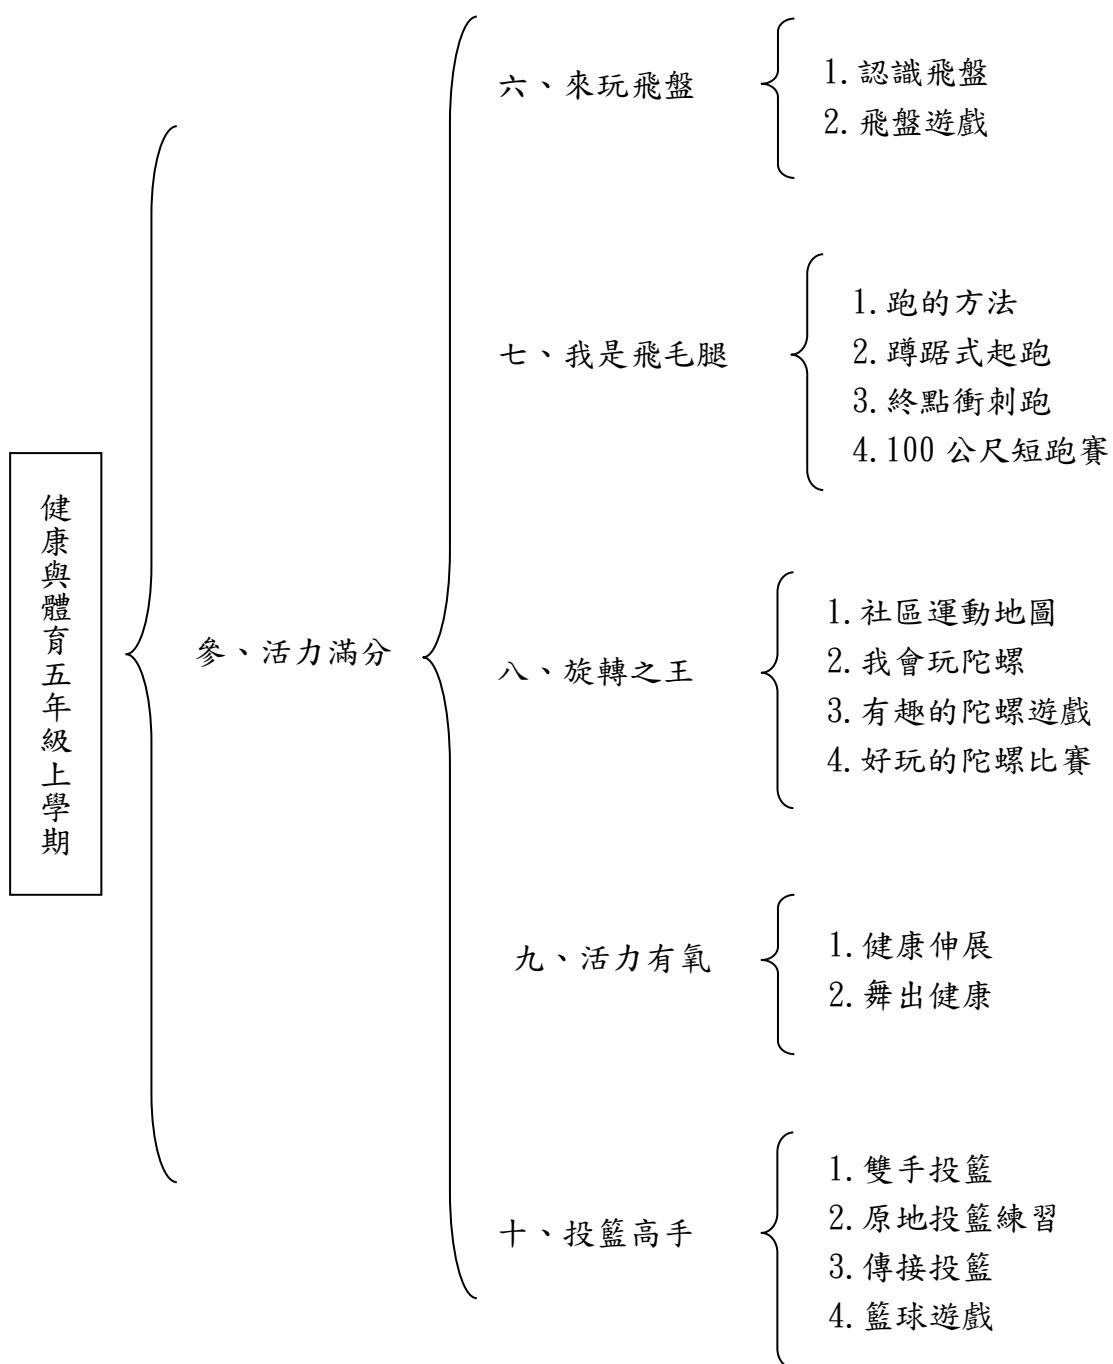 健康與體育五年級上學期
參、活力滿分
六、來玩飛盤
1.認識飛盤
2.飛盤遊戲
七、我是飛毛腿
1.跑的方法
2.蹲踞式起跑
3.終點衝刺跑
4.100 公尺短跑賽
八、旋轉之王
1.社區運動地圖
2.我會玩陀螺
3.有趣的陀螺遊戲
4.好玩的陀螺比賽
九、活力有氧
1.健康伸展
2.舞出健康
十、投籃高手
1.雙手投籃
2.原地投籃練習
3.傳接投籃
4.籃球遊戲